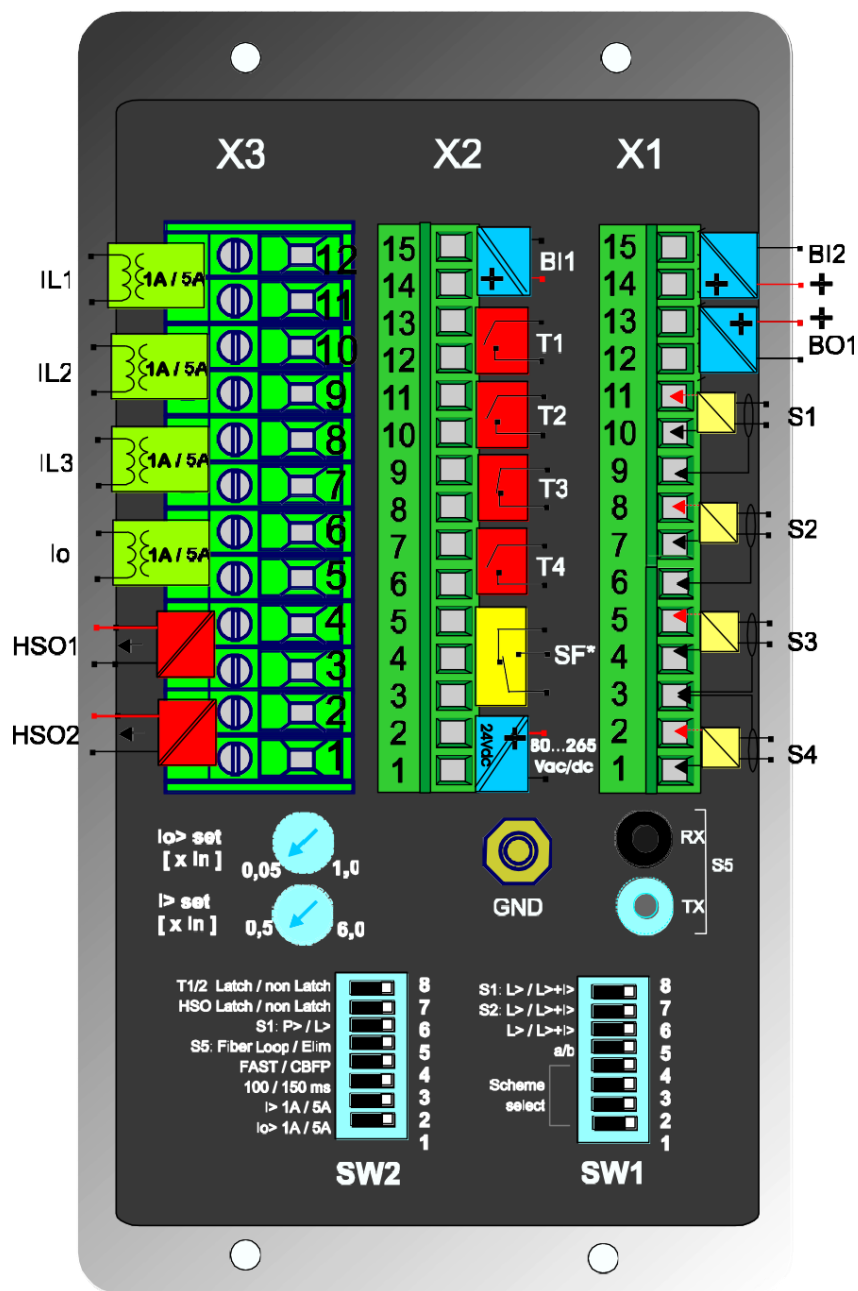 X3 X2 X1
IL1
1A / 5A
12
11
IL2
1A / 5A
10
9
IL3
1A / 5A
8
7
Io
1A / 5A
6
5
HSO1
4
3
HSO2
2
1
15
14
13
12
11
10
9
8
7
6
5
4
3
2
1
+
BI1
T1
T2
T3
T4
SF*
24Vdc
+
80...265
Vac/dc
15
14
13
12
11
10
9
8
7
6
5
4
3
2
1
+
+
BI2
+
+
BO1
S1
S2
S3
S4
Io> set
[ x In ]
0,05 1,0
I> set
[ x In ]
0,5 6,0
GND
RX
S5
TX
T1/2 Latch / non Latch 8
HSO Latch / non Latch 7
S1: P> / L> 6
S5: Fiber Loop / Elim 5
FAST / CBFP 4
100 / 150 ms 3
I> 1A / 5A 2
Io> 1A / 5A 1
SW2
S1: L> / L>+I> 8
S2: L> / L>+I> 7
L> / L>+I> 6
a/b 5
4
Scheme 3
select 2
1
SW1